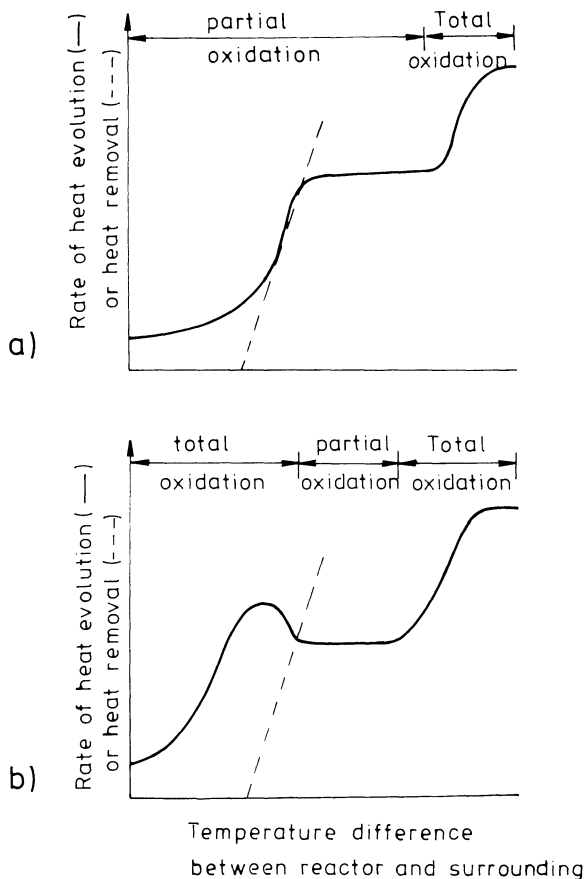 partial
oxidation
Total
oxidation
Rate of heat evolution (—)
or heat removal (----)
a)
total
oxidation
partial
oxidation
Total
oxidation
Rate of heat evolution (—)
or heat removal (---)
b)
Temperature difference
between reactor and surrounding